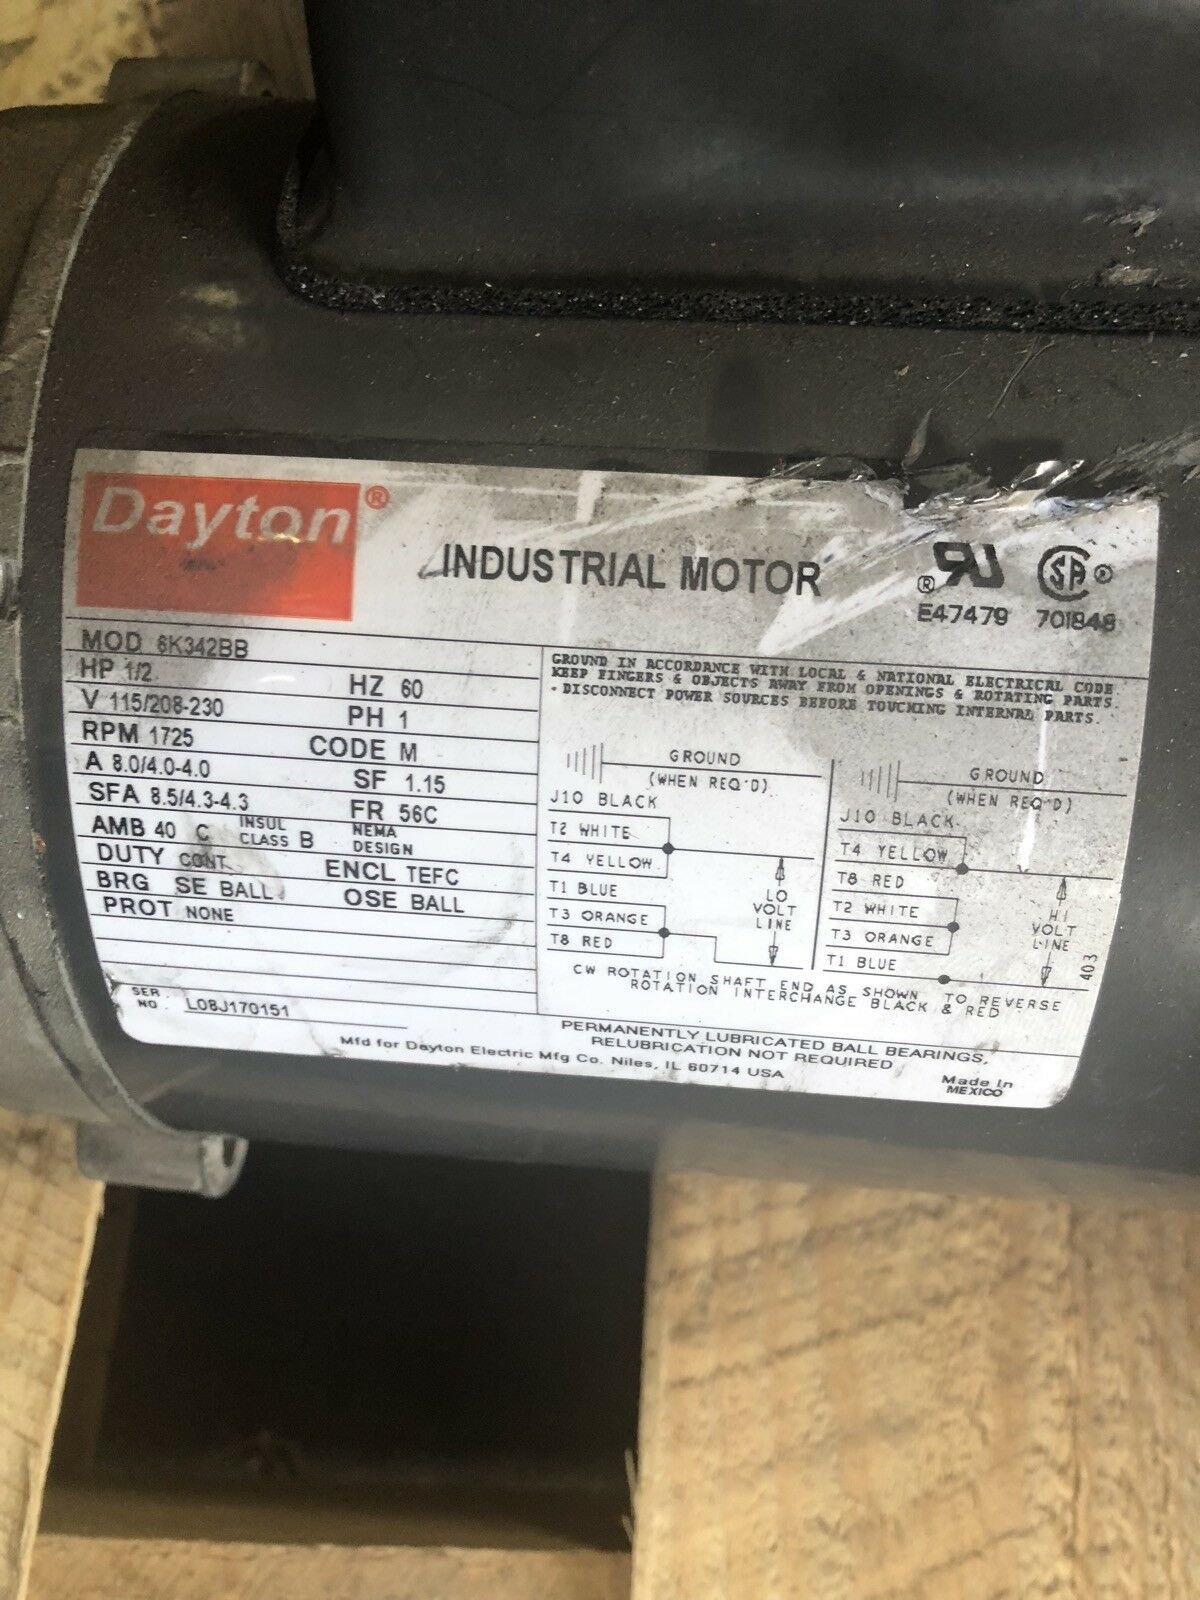 Dayton®
INDUSTRIAL MOTOR
® RU ®
E47479 701848
MOD 6K342BB
HP 1/2 HZ 60
V 115/208-230 PH 1
RPM 1725 CODE M
A 8.0/4.0-4.0 SF 1.15
SFA 8.5/4.3-4.3 FR 56C
AMB 40 C INSUL CLASS B NEMA DESIGN
DUTY CONT ENCL TEFC
BRG SE BALL OSE BALL
PROT NONE
SER NO L08J170151
GROUND IN ACCORDANCE WITH LOCAL & NATIONAL ELECTRICAL CODE
KEEP FINGERS & OBJECTS AWAY FROM OPENINGS & ROTATING PARTS.
- DISCONNECT POWER SOURCES BEFORE TOUCHING INTERNAL PARTS.
GROUND
(WHEN REQ'D)
J10 BLACK
T2 WHITE
T4 YELLOW
T1 BLUE
T3 ORANGE
T8 RED
LO
VOLT
LINE
GROUND
(WHEN REQ'D)
J10 BLACK
T4 YELLOW
T8 RED
T2 WHITE
T3 ORANGE
T1 BLUE
HI
VOLT
LINE
403
CW ROTATION SHAFT END AS SHOWN TO REVERSE
ROTATION INTERCHANGE BLACK & RED
PERMANENTLY LUBRICATED BALL BEARINGS,
RELUBRICATION NOT REQUIRED
Mfd for Dayton Electric Mfg Co. Niles, IL 60714 USA
Made In
MEXICO